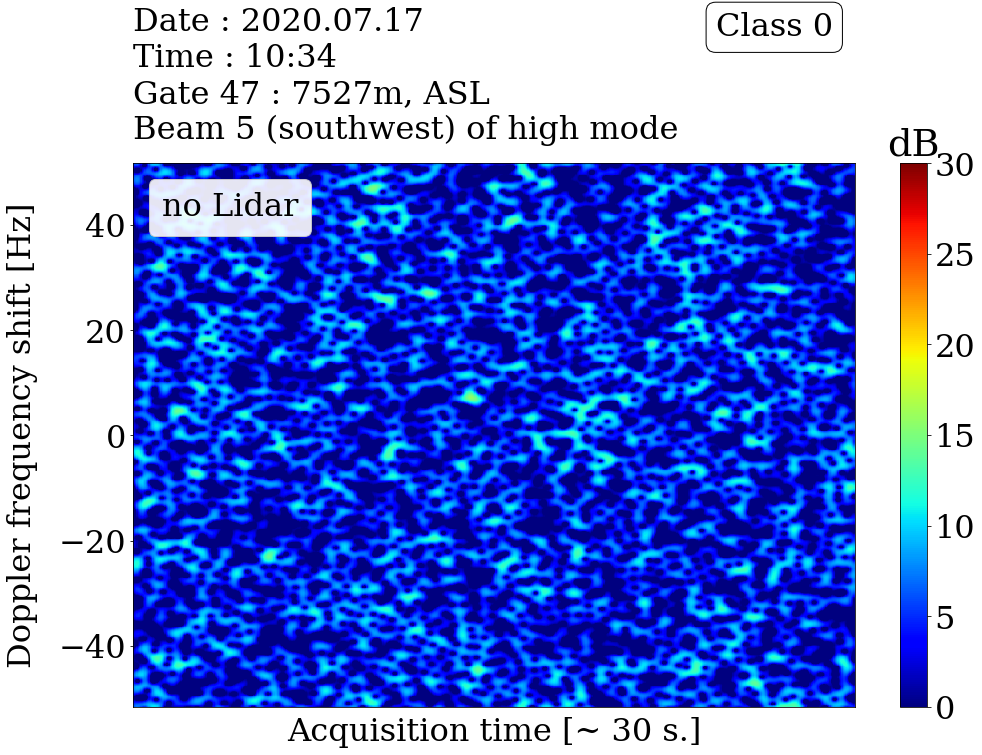 Date : 2020.07.17
Time : 10:34
Gate 47 : 7527m, ASL
Beam 5 (southwest) of high mode
Class 0
dB
no Lidar
Doppler frequency shift [Hz]
40
20
0
−20
−40
30
25
20
15
10
5
0
Acquisition time [~ 30 s.]